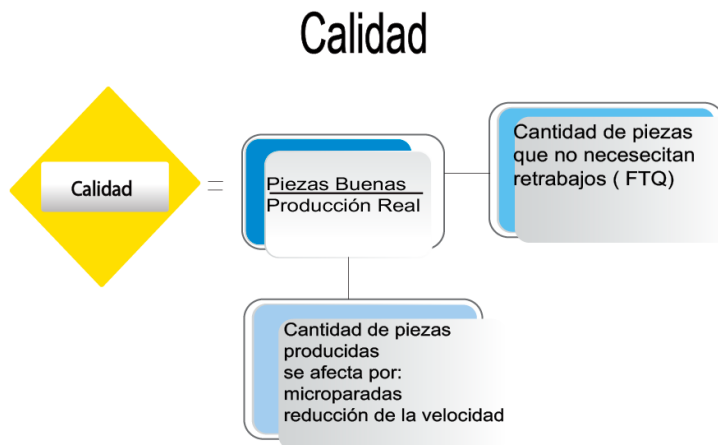 Calidad
Calidad
=
Piezas Buenas
Producción Real
Cantidad de piezas
que no necesecitan
retrabajos ( FTQ)
Cantidad de piezas
producidas
se afecta por:
microparadas
reducción de la velocidad